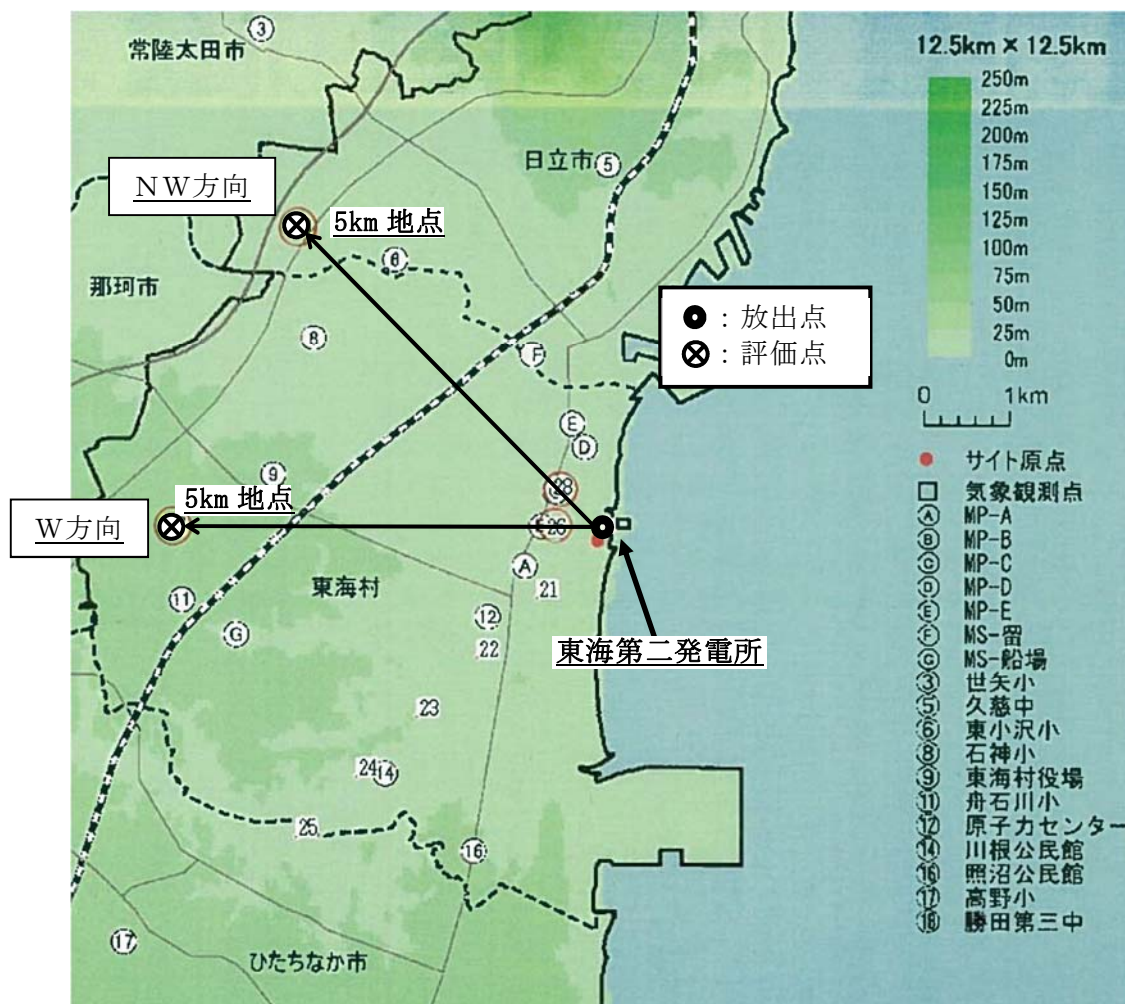 ③
常陸太田市
12.5km × 12.5km
250m
225m
200m
175m
150m
125m
100m
75m
50m
25m
0m
日立市
⑤
NW方向
5km 地点
⑥
那珂市
⑧
● : 放出点
⊗ : 評価点
F
0 1km
E
D
⑨
28
W方向
5km 地点
26
A
21
東海村
⑪
⑫
G
22
東海第二発電所
23
24
⑭
25
⑯
⑰
ひたちなか市
サイト原点
気象観測点
Ⓐ MP-A
Ⓑ MP-B
Ⓒ MP-C
Ⓓ MP-D
Ⓔ MP-E
Ⓕ MS-留
Ⓖ MS-船場
③ 世矢小
⑤ 久慈中
⑥ 東小沢小
⑧ 石神小
⑨ 東海村役場
⑪ 舟石川小
⑫ 原子力センター
⑭ 川根公民館
⑯ 照沼公民館
⑰ 高野小
⑱ 勝田第三中